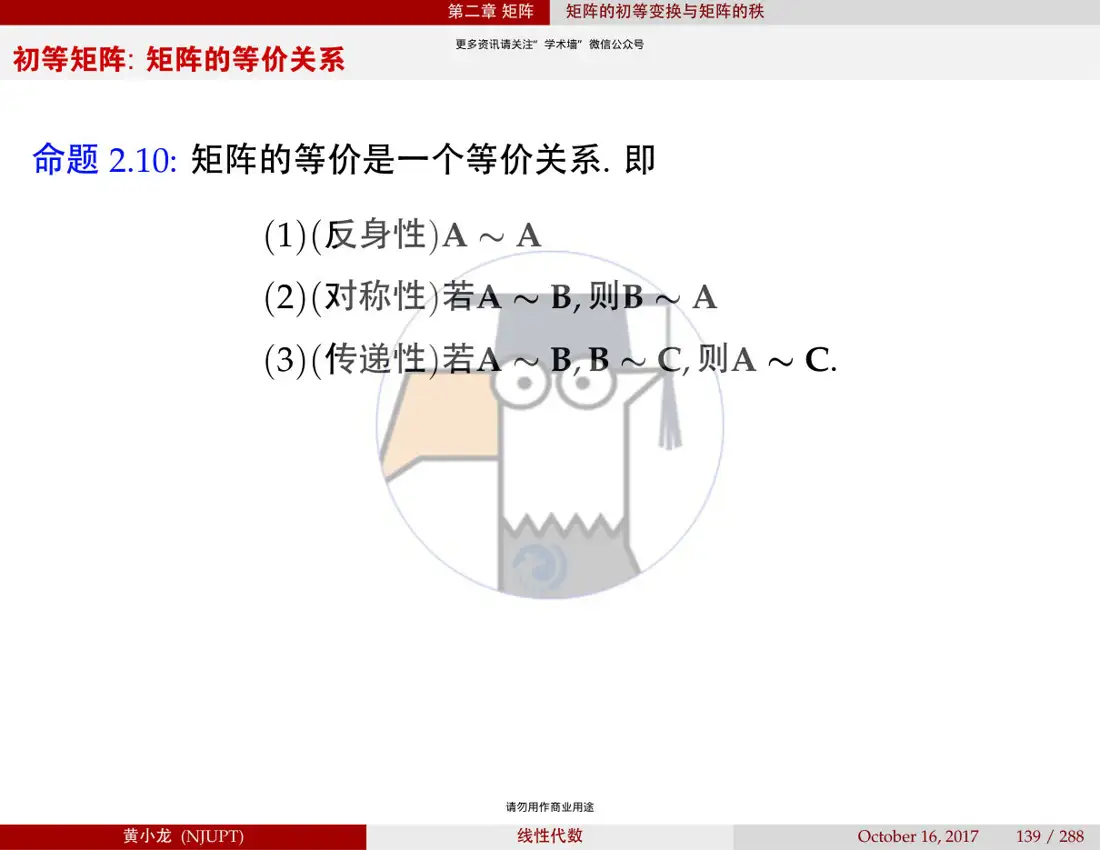 第二章 矩阵 矩阵的初等变换与矩阵的秩
更多资讯请关注“学术墙”微信公众号
初等矩阵: 矩阵的等价关系
命题 2.10: 矩阵的等价是一个等价关系. 即
(1)(反身性)A ∼ A
(2)(对称性)若A ∼ B, 则B ∼ A
(3)(传递性)若A ∼ B, B ∼ C, 则A ∼ C.
请勿用作商业用途
黄小龙 (NJUPT) 线性代数 October 16, 2017 139 / 288